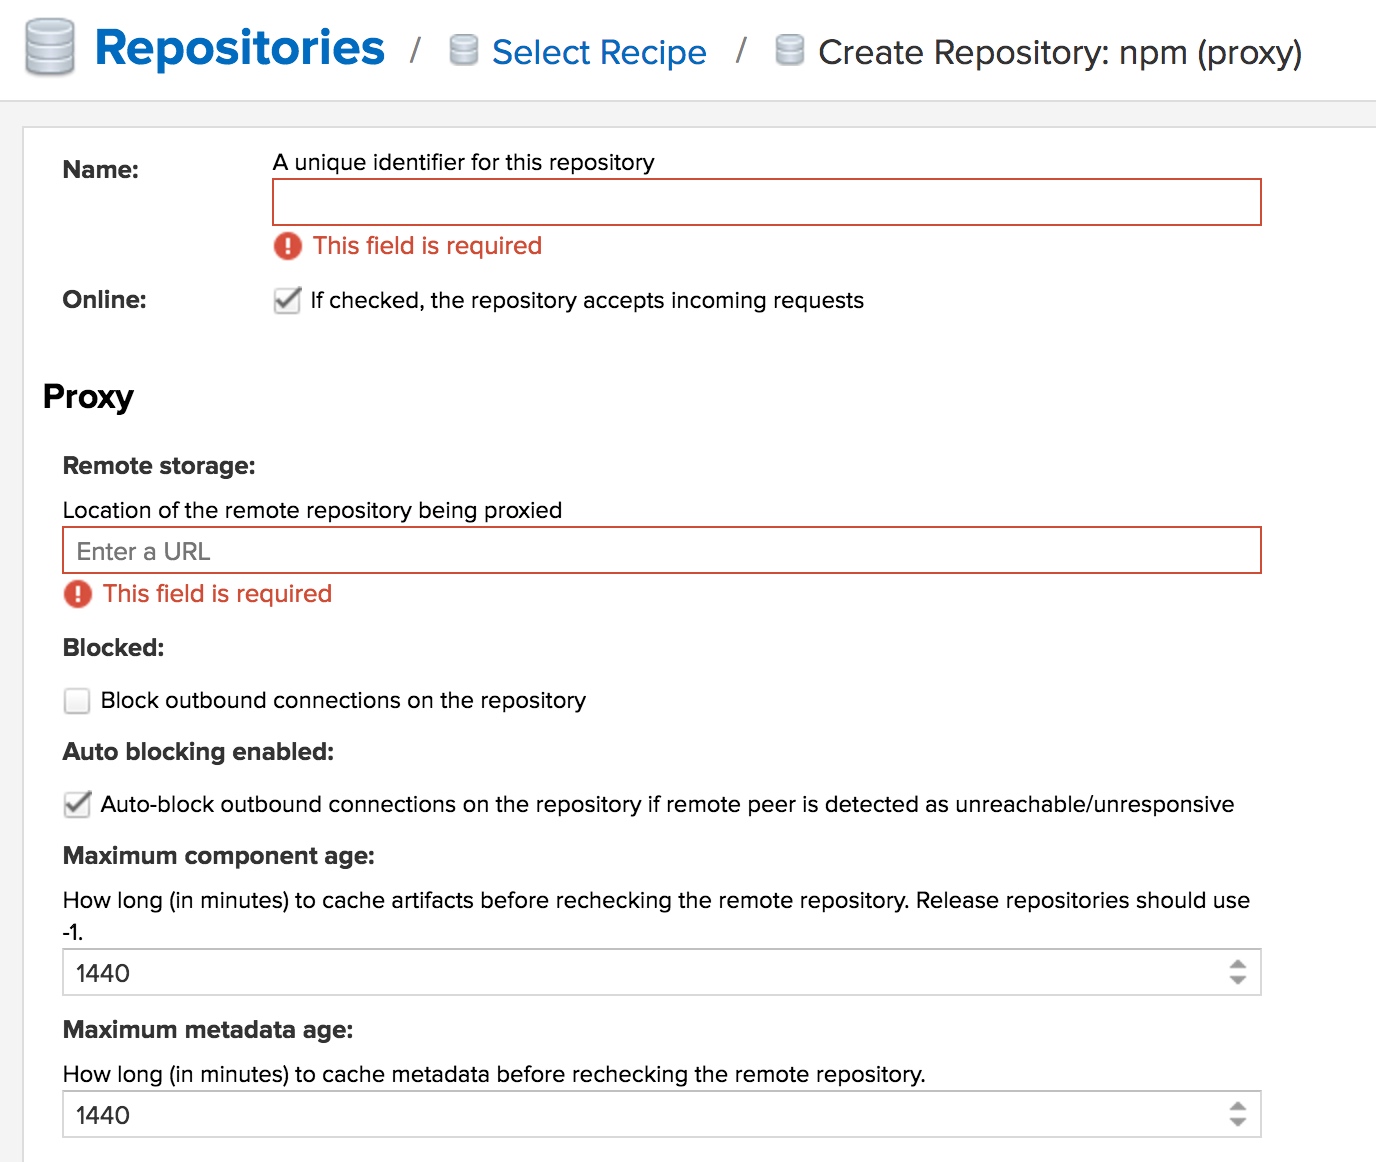 Repositories / Select Recipe / Create Repository: npm (proxy)
Name:
A unique identifier for this repository
This field is required
Online:
If checked, the repository accepts incoming requests
Proxy
Remote storage:
Location of the remote repository being proxied
Enter a URL
This field is required
Blocked:
Block outbound connections on the repository
Auto blocking enabled:
Auto-block outbound connections on the repository if remote peer is detected as unreachable/unresponsive
Maximum component age:
How long (in minutes) to cache artifacts before rechecking the remote repository. Release repositories should use
-1.
1440
Maximum metadata age:
How long (in minutes) to cache metadata before rechecking the remote repository.
1440